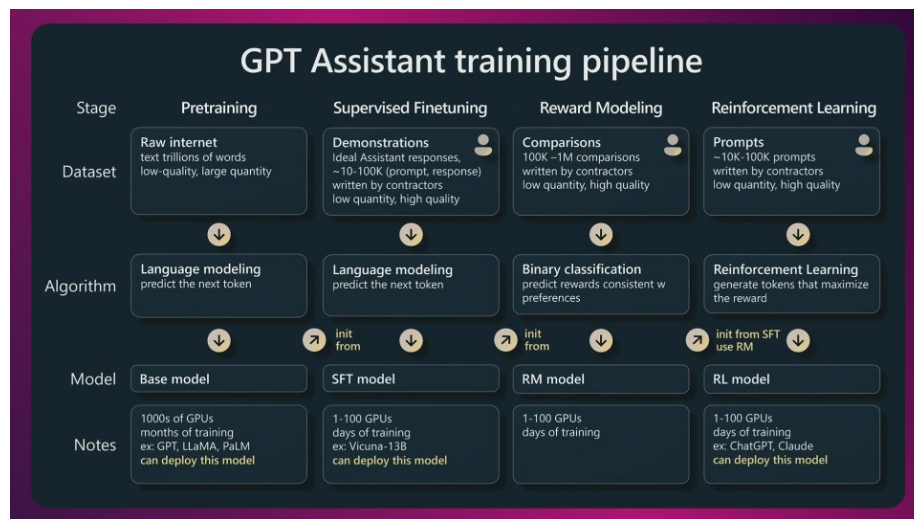 GPT Assistant training pipeline
Stage
Pretraining
Supervised Finetuning
Reward Modeling
Reinforcement Learning
Dataset
Raw internet
text trillions of words
low-quality, large quantity
Demonstrations
Ideal Assistant responses,
~10-100K (prompt, response)
written by contractors
low quantity, high quality
Comparisons
100K –1M comparisons
written by contractors
low quantity, high quality
Prompts
~10K-100K prompts
written by contractors
low quantity, high quality
Algorithm
Language modeling
predict the next token
Language modeling
predict the next token
Binary classification
predict rewards consistent w
preferences
Reinforcement Learning
generate tokens that maximize
the reward
init
from
init
from
init from SFT
use RM
Model
Base model
SFT model
RM model
RL model
Notes
1000s of GPUs
months of training
ex: GPT, LLaMA, PaLM
can deploy this model
1-100 GPUs
days of training
ex: Vicuna-13B
can deploy this model
1-100 GPUs
days of training
1-100 GPUs
days of training
ex: ChatGPT, Claude
can deploy this model